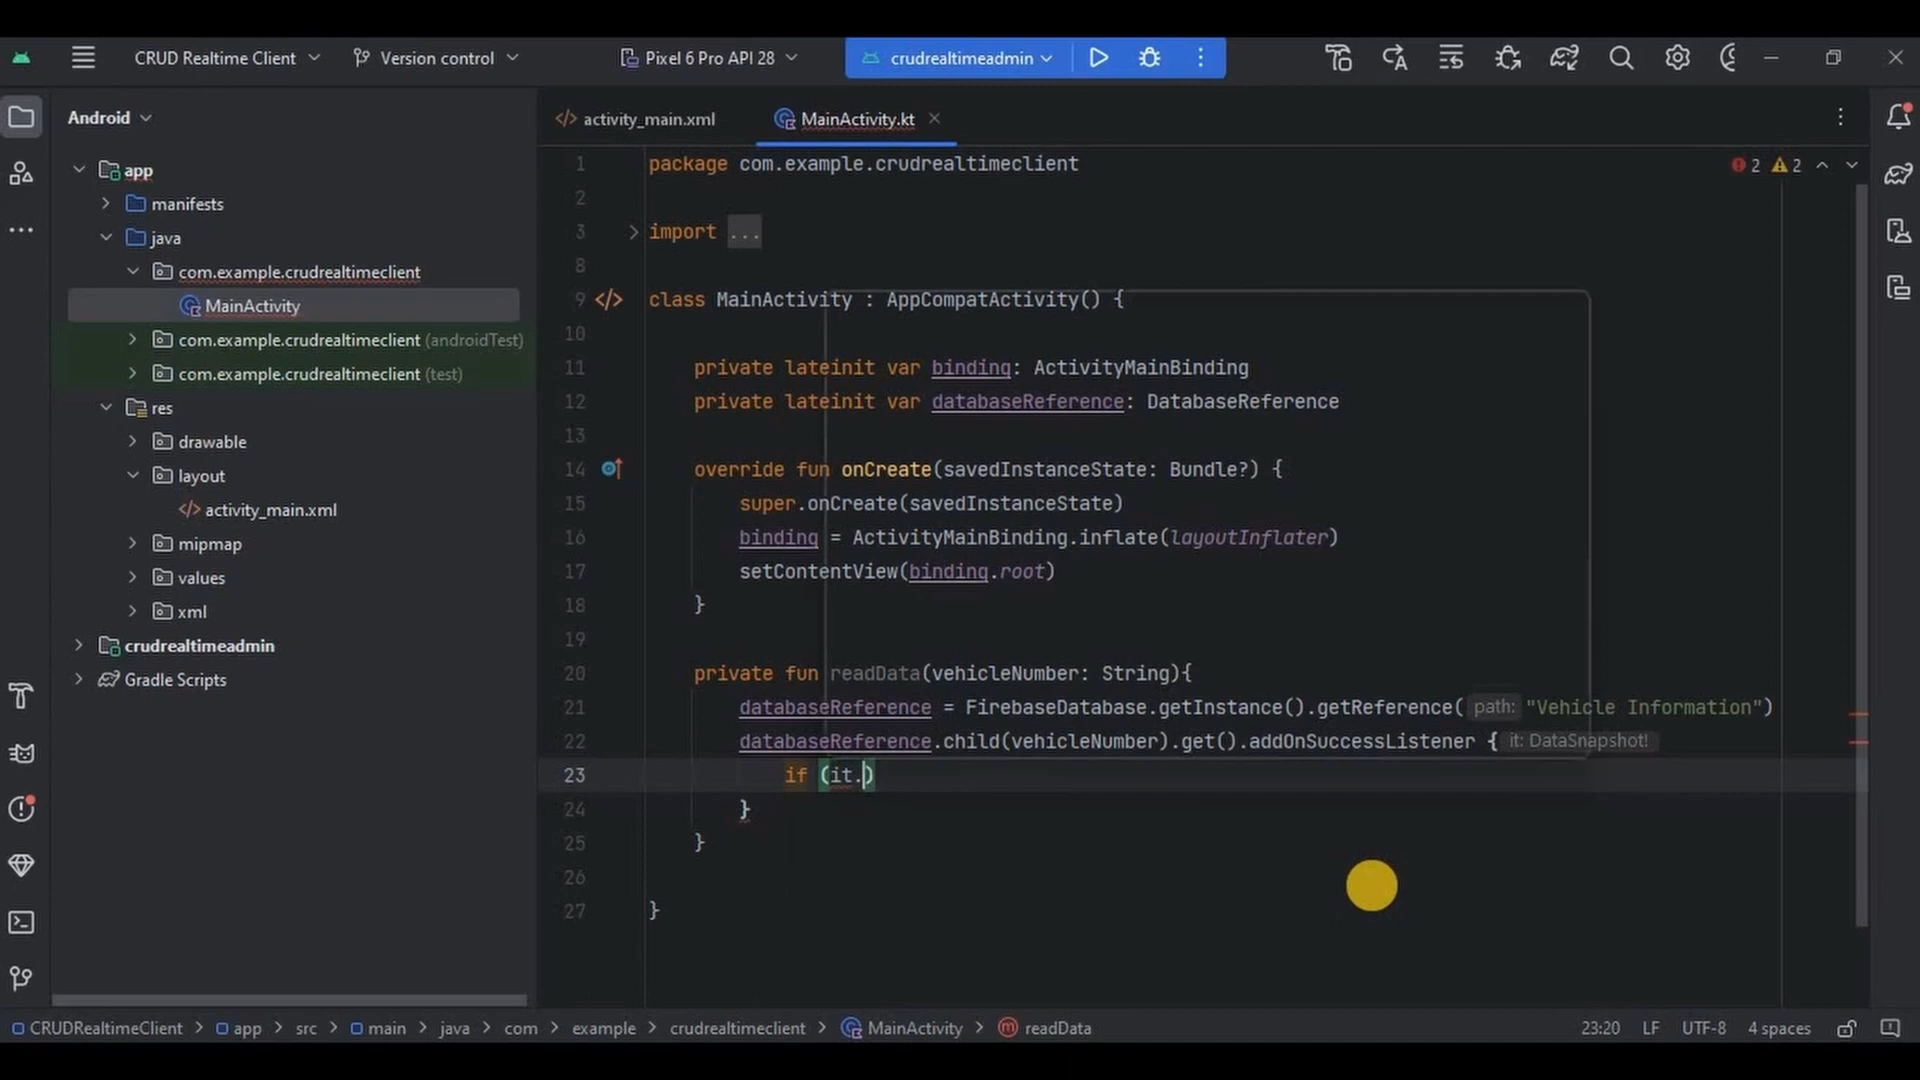 CRUD Realtime Client
Version control
Pixel 6 Pro API 28
crudrealtimeadmin
Android
activity_main.xml
MainActivity.kt
app
manifests
java
com.example.crudrealtimeclient
MainActivity
com.example.crudrealtimeclient (androidTest)
com.example.crudrealtimeclient (test)
res
drawable
layout
activity_main.xml
mipmap
values
xml
crudrealtimeadmin
Gradle Scripts
2 2
1 package com.example.crudrealtimeclient
2
3 import ...
8
9 class MainActivity : AppCompatActivity() {
10
11 private lateinit var binding: ActivityMainBinding
12 private lateinit var databaseReference: DatabaseReference
13
14 override fun onCreate(savedInstanceState: Bundle?) {
15 super.onCreate(savedInstanceState)
16 binding = ActivityMainBinding.inflate(layoutInflater)
17 setContentView(binding.root)
18 }
19
20 private fun readData(vehicleNumber: String){
21 databaseReference = FirebaseDatabase.getInstance().getReference( path: "Vehicle Information")
22 databaseReference.child(vehicleNumber).get().addOnSuccessListener { it: DataSnapshot!
23 if (it.)
24 }
25 }
26
27 }
CRUDRealtimeClient > app > src > main > java > com > example > crudrealtimeclient > MainActivity > readData
23:20 LF UTF-8 4 spaces